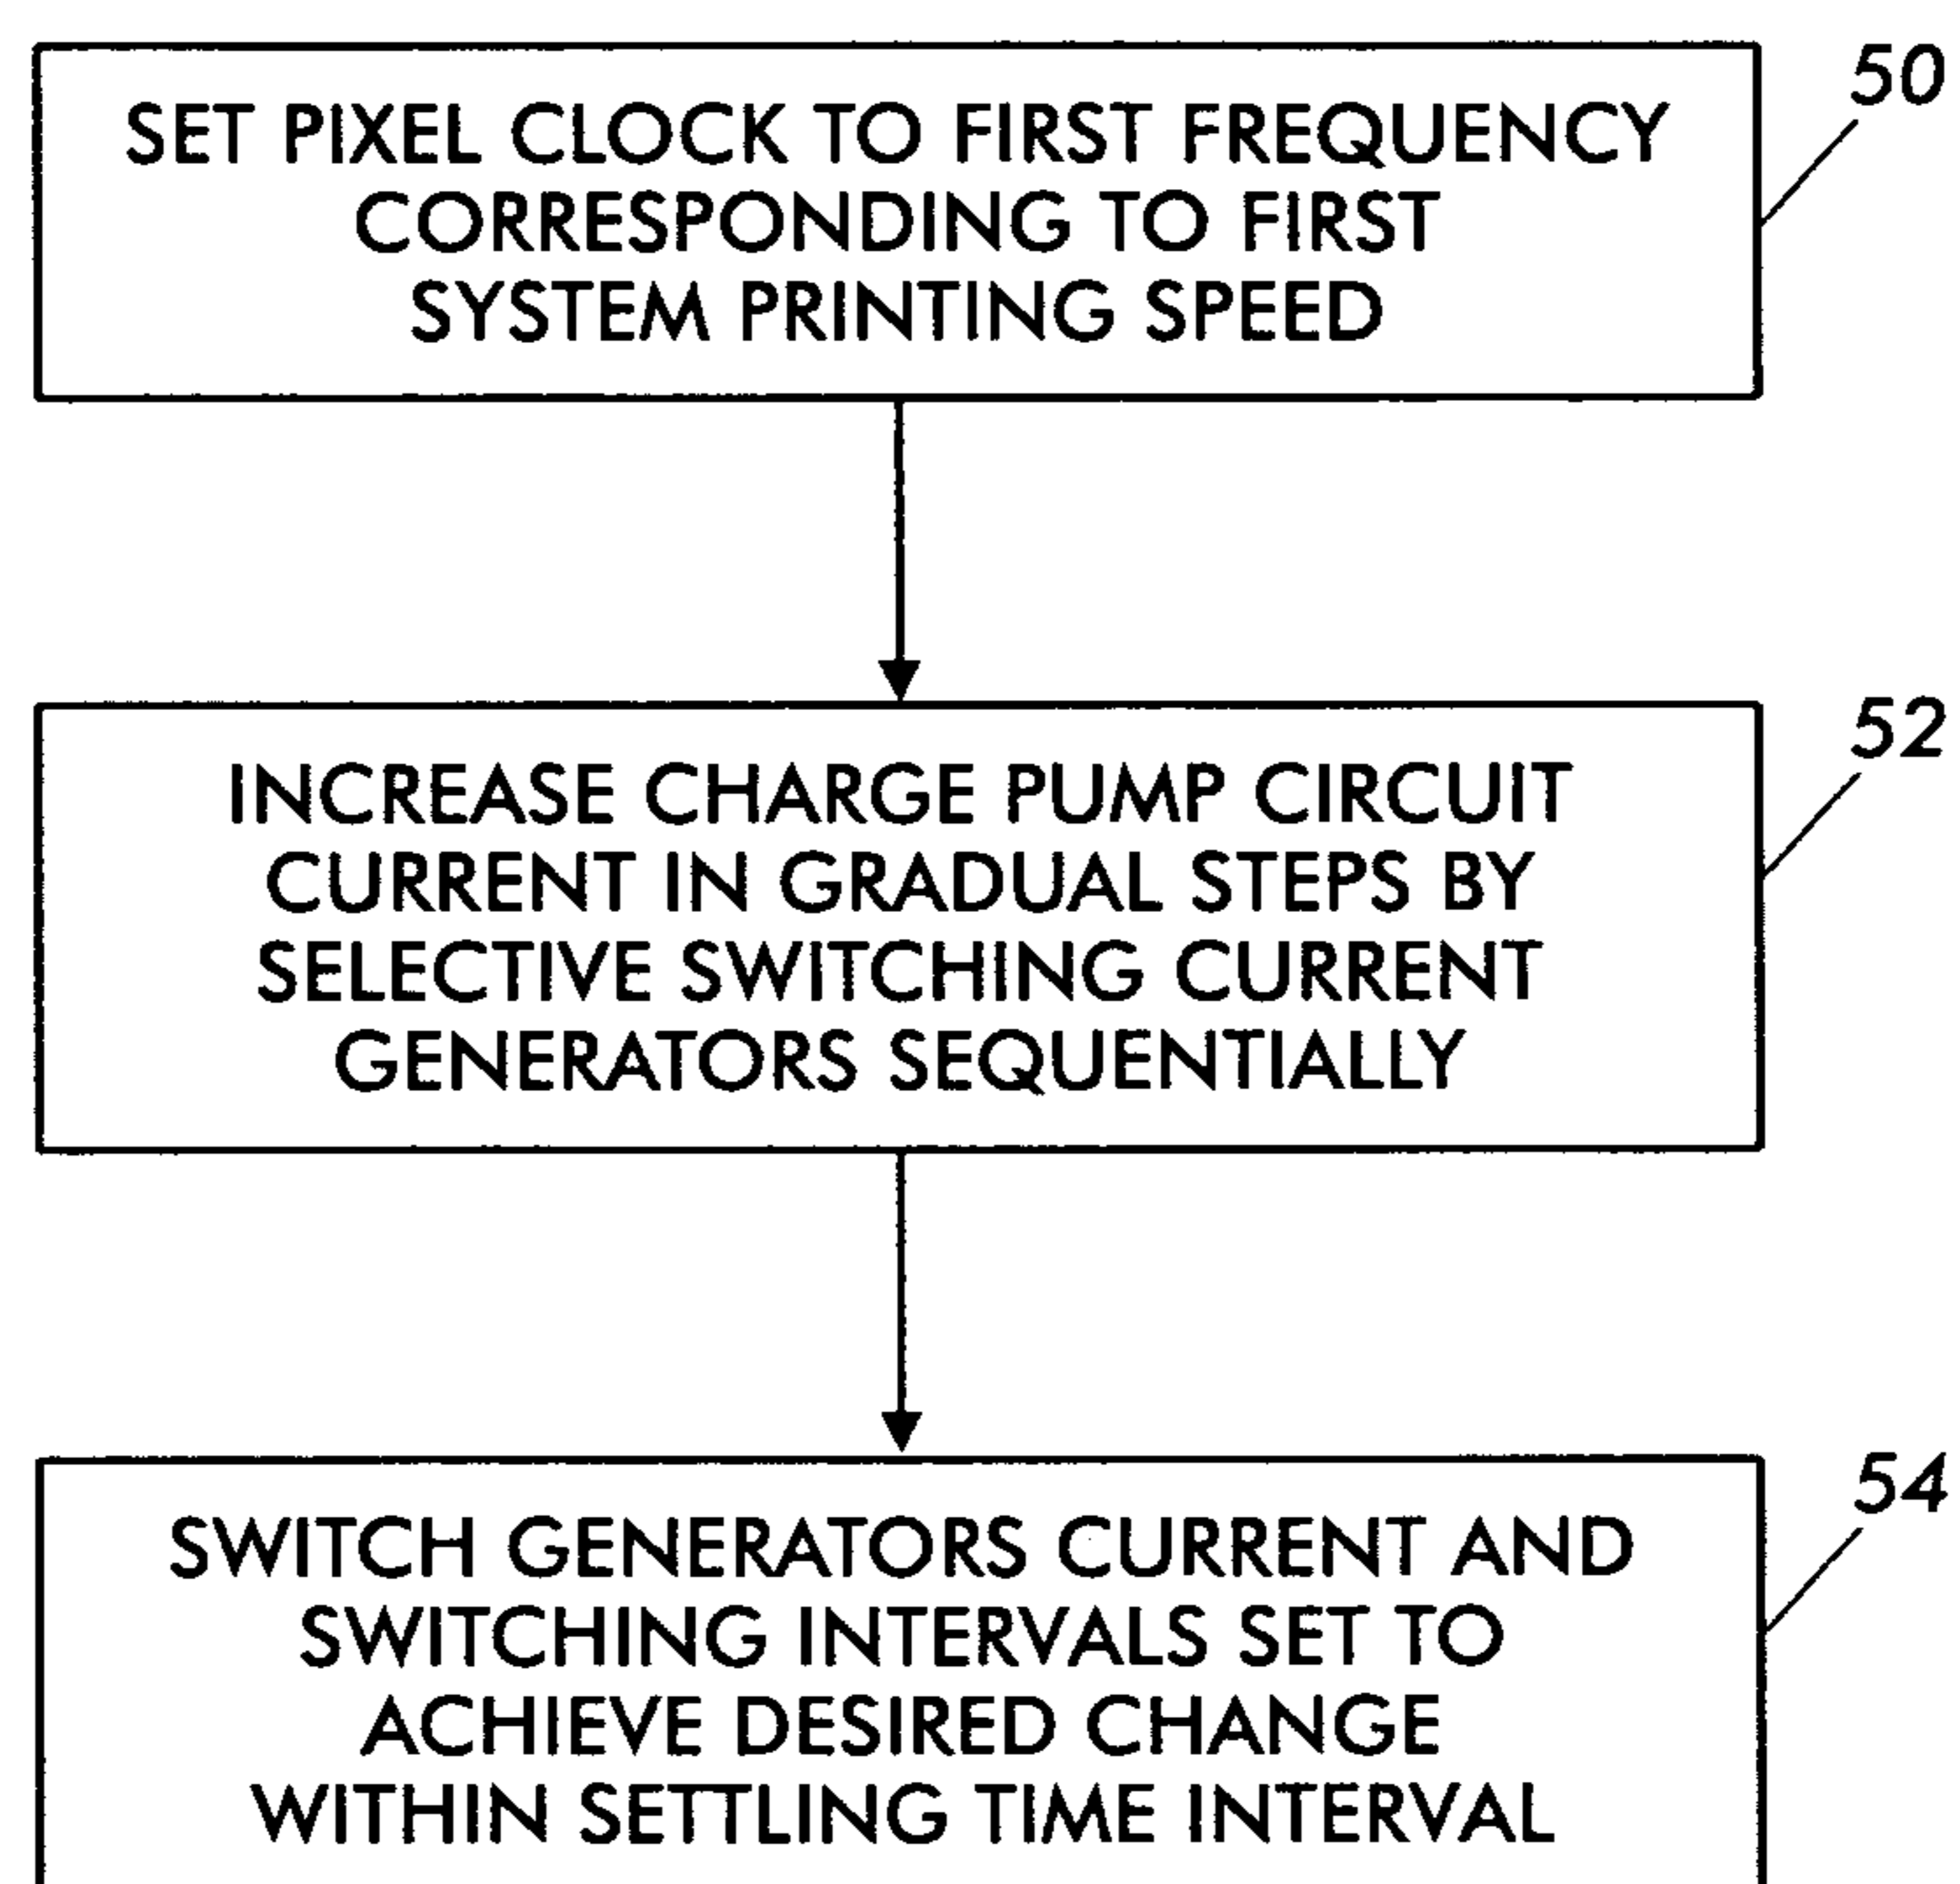 50
SET PIXEL CLOCK TO FIRST FREQUENCY
CORRESPONDING TO FIRST
SYSTEM PRINTING SPEED
52
INCREASE CHARGE PUMP CIRCUIT
CURRENT IN GRADUAL STEPS BY
SELECTIVE SWITCHING CURRENT
GENERATORS SEQUENTIALLY
54
SWITCH GENERATORS CURRENT AND
SWITCHING INTERVALS SET TO
ACHIEVE DESIRED CHANGE
WITHIN SETTLING TIME INTERVAL